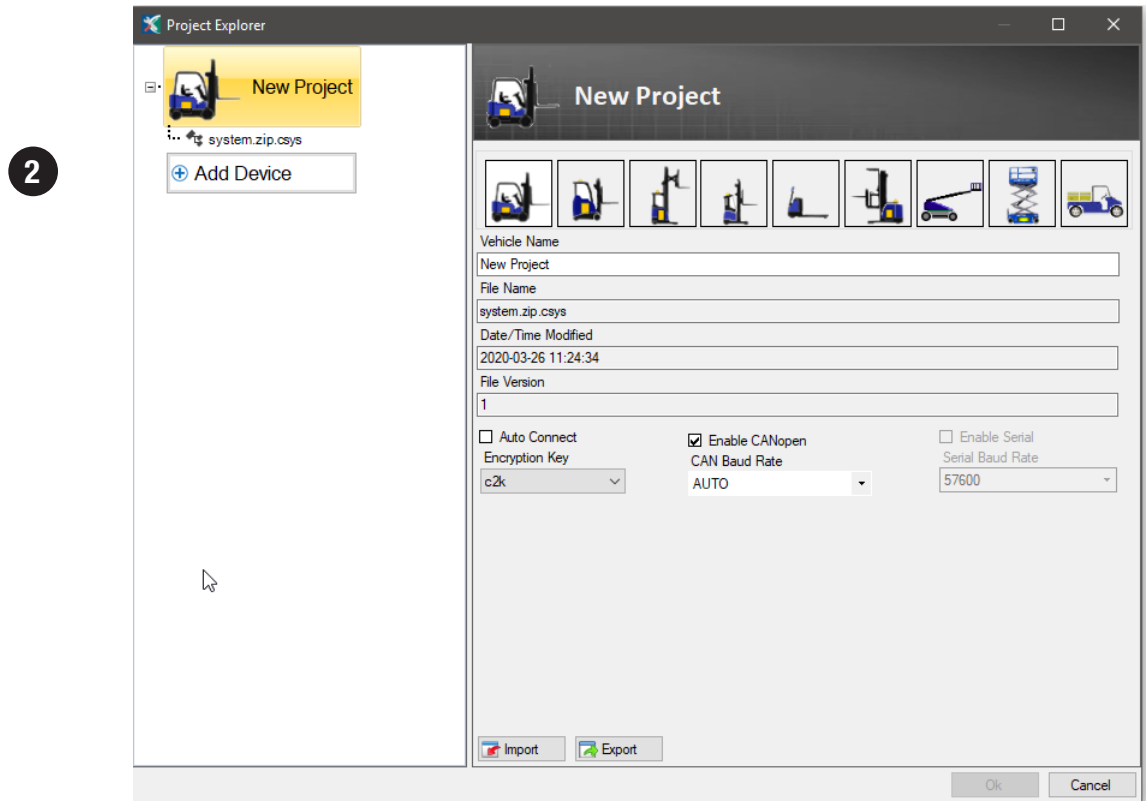 Project Explorer
2
New Project
system.zip.csys
Add Device
New Project
Vehicle Name
New Project
File Name
system.zip.csys
Date/Time Modified
2020-03-26 11:24:34
File Version
1
Auto Connect
Enable CANopen
Enable Serial
Encryption Key
CAN Baud Rate
Serial Baud Rate
c2k
AUTO
57600
Import
Export
Ok
Cancel